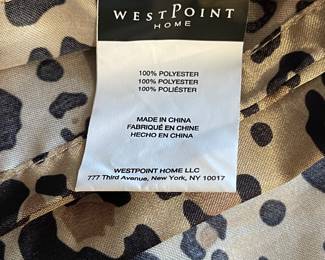 WESTPOINT
HOME
100% POLYESTER
100% POLYESTER
100% POLIÉSTER
MADE IN CHINA
FABRIQUÉ EN CHINE
HECHO EN CHINA
WESTPOINT HOME LLC
777 Third Avenue, New York, NY 10017